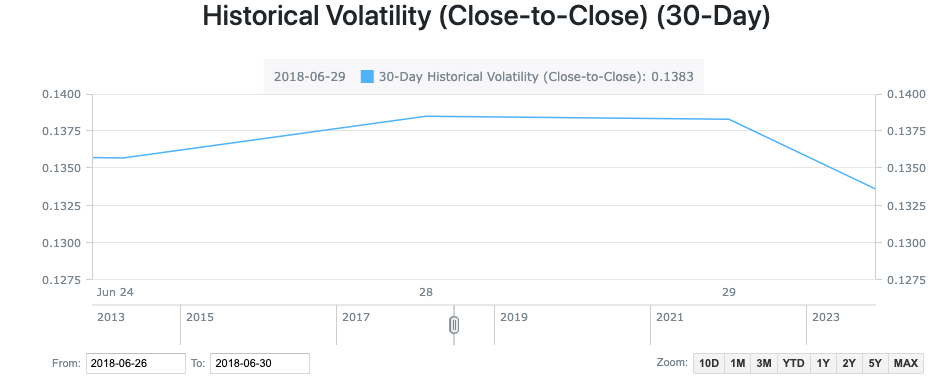 Historical Volatility (Close-to-Close) (30-Day)
2018-06-29 30-Day Historical Volatility (Close-to-Close): 0.1383
0.1400 0.1400
0.1375 0.1375
0.1350 0.1350
0.1325 0.1325
0.1300 0.1300
0.1275 0.1275
Jun 24 28 29
2013 2015 2017 2019 2021 2023
From: 2018-06-26 To: 2018-06-30 Zoom: 10D 1M 3M YTD 1Y 2Y 5Y MAX